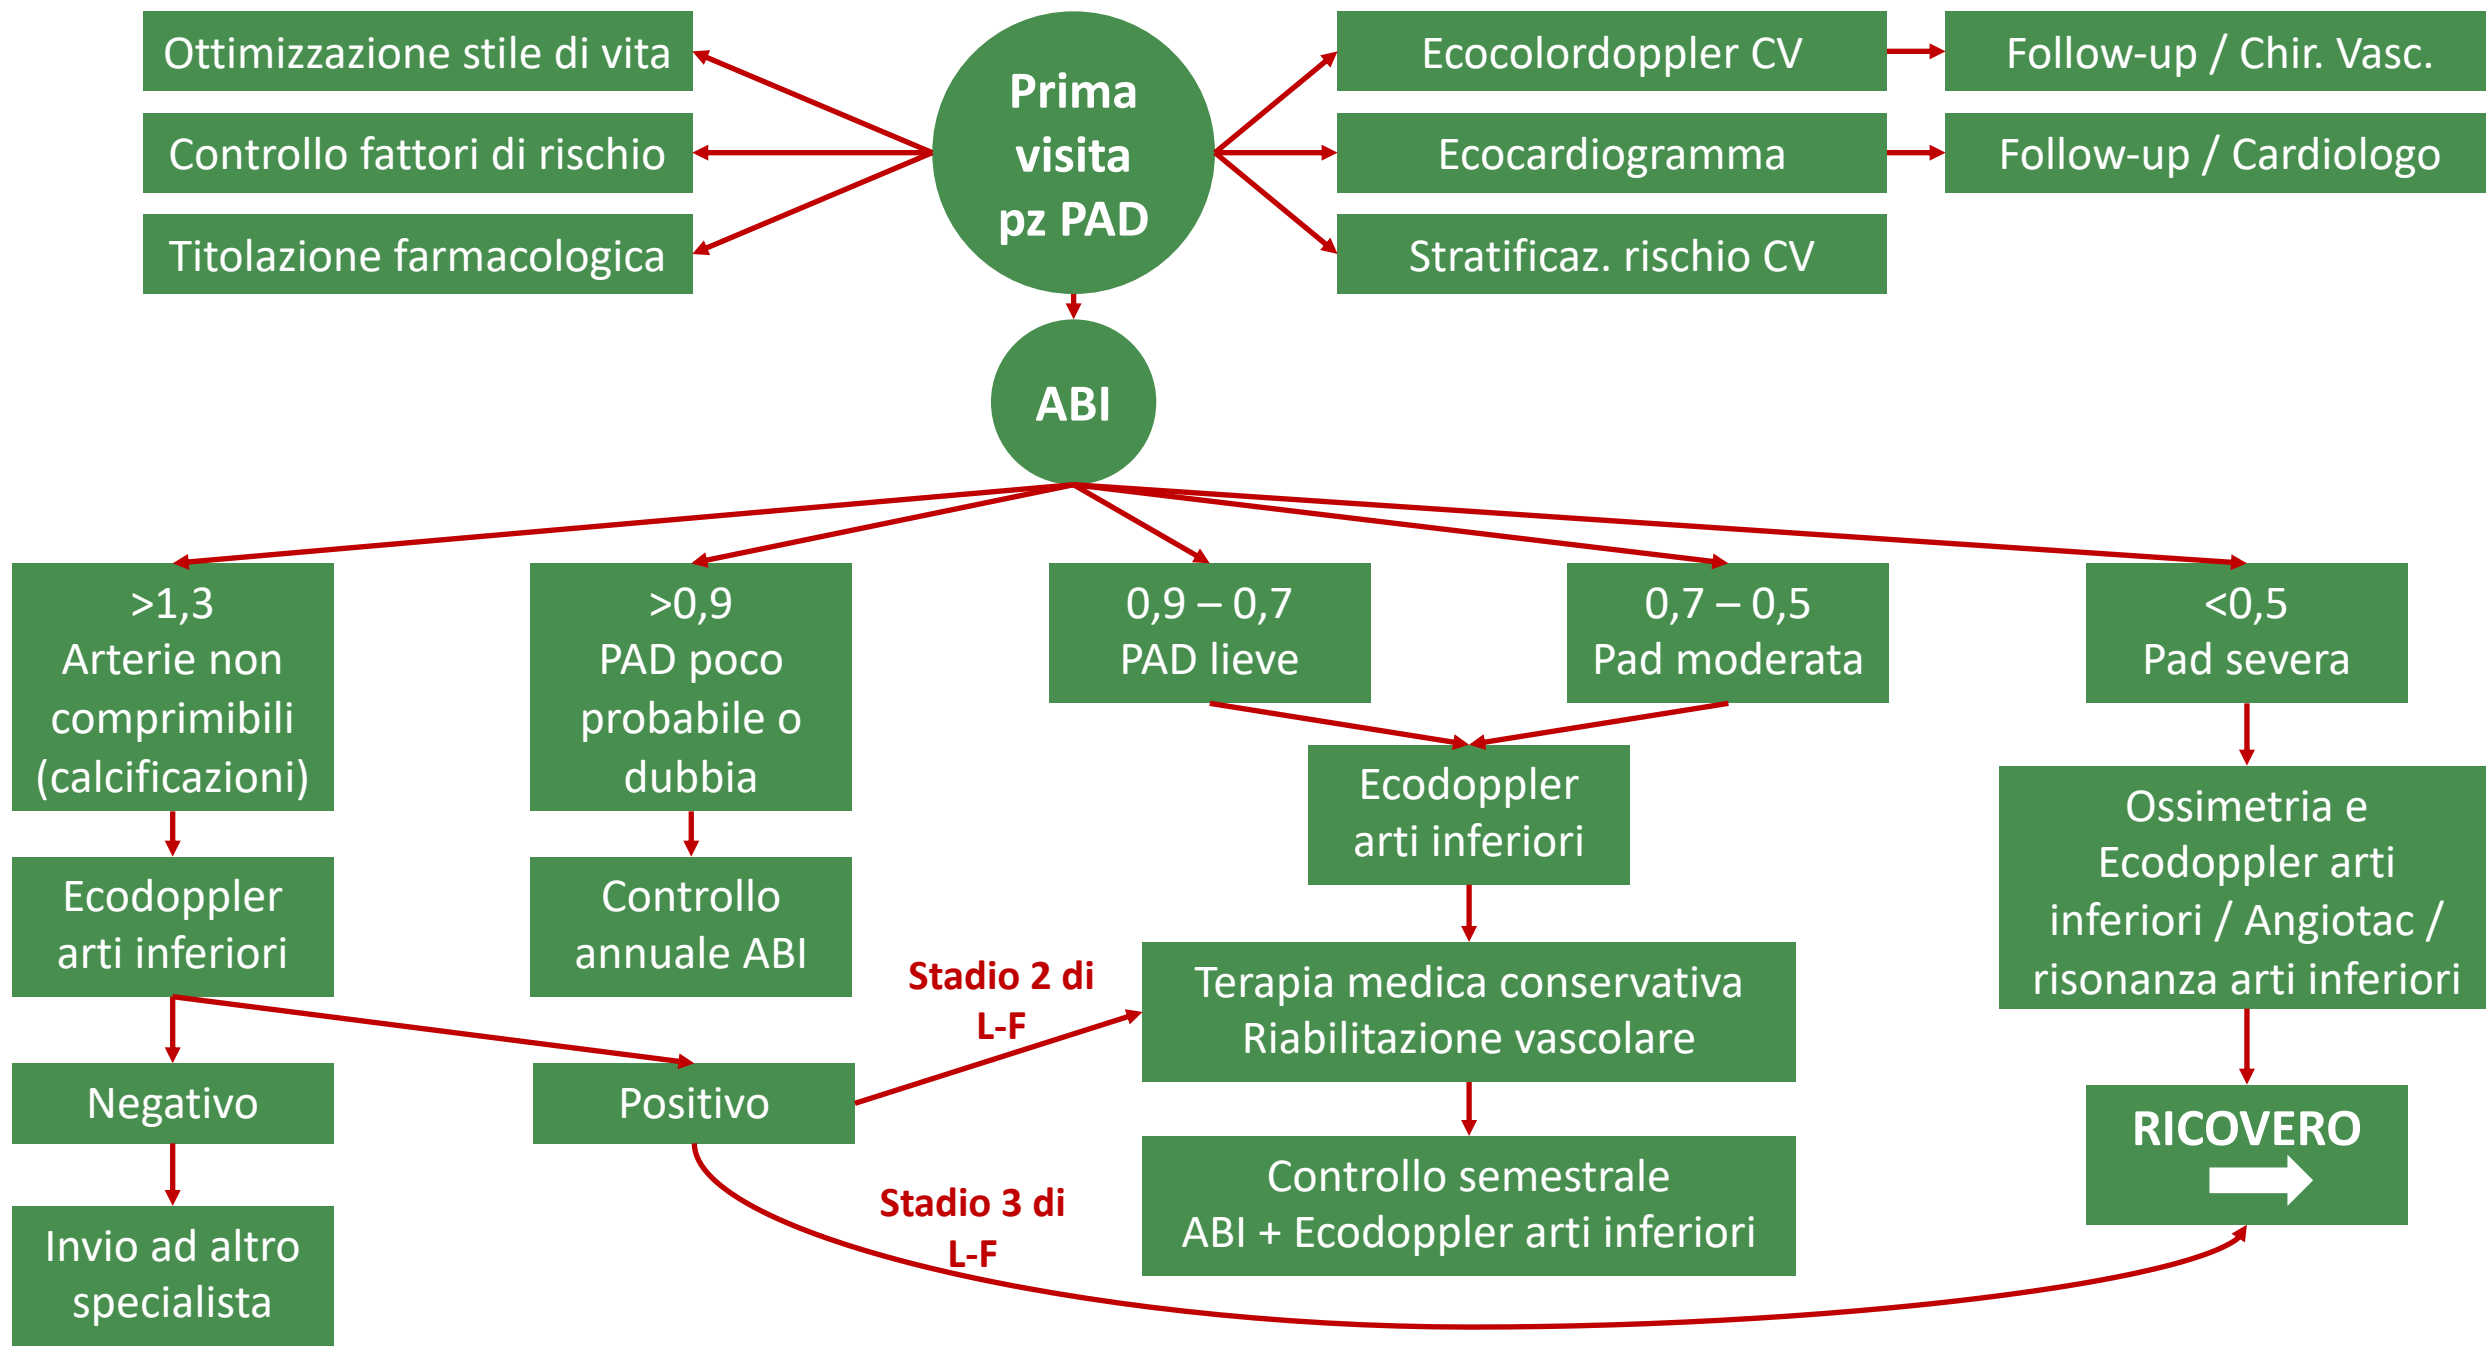 Ottimizzazione stile di vita
Controllo fattori di rischio
Titolazione farmacologica
Prima
visita
pz PAD
Ecocolordoppler CV
Follow-up / Chir. Vasc.
Ecocardiogramma
Follow-up / Cardiologo
Stratificaz. rischio CV
ABI
>1,3
Arterie non
comprimibili
(calcificazioni)
>0,9
PAD poco
probabile o
dubbia
0,9 – 0,7
PAD lieve
0,7 – 0,5
Pad moderata
<0,5
Pad severa
Ecodoppler
arti inferiori
Controllo
annuale ABI
Ecodoppler
arti inferiori
Ossimetria e
Ecodoppler arti
inferiori / Angiotac /
risonanza arti inferiori
Stadio 2 di
L-F
Terapia medica conservativa
Riabilitazione vascolare
Negativo
Positivo
RICOVERO
Stadio 3 di
L-F
Controllo semestrale
ABI + Ecodoppler arti inferiori
Invio ad altro
specialista